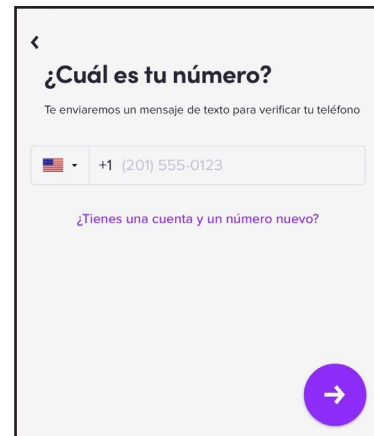 ¿Cuál es tu número?
Te enviaremos un mensaje de texto para verificar tu teléfono
+1 (201) 555-0123
¿Tienes una cuenta y un número nuevo?